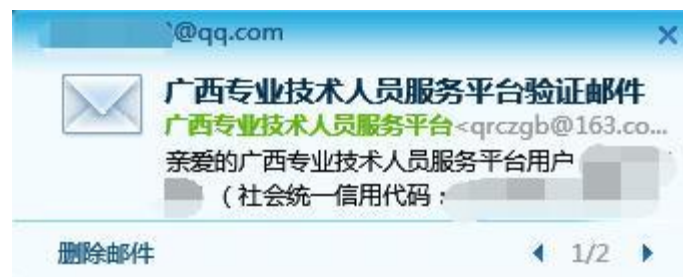 @qq.com
广西专业技术人员服务平台验证邮件
广西专业技术人员服务平台<qrczgb@163.co...
亲爱的广西专业技术人员服务平台用户
（社会统一信用代码：
删除邮件
1/2